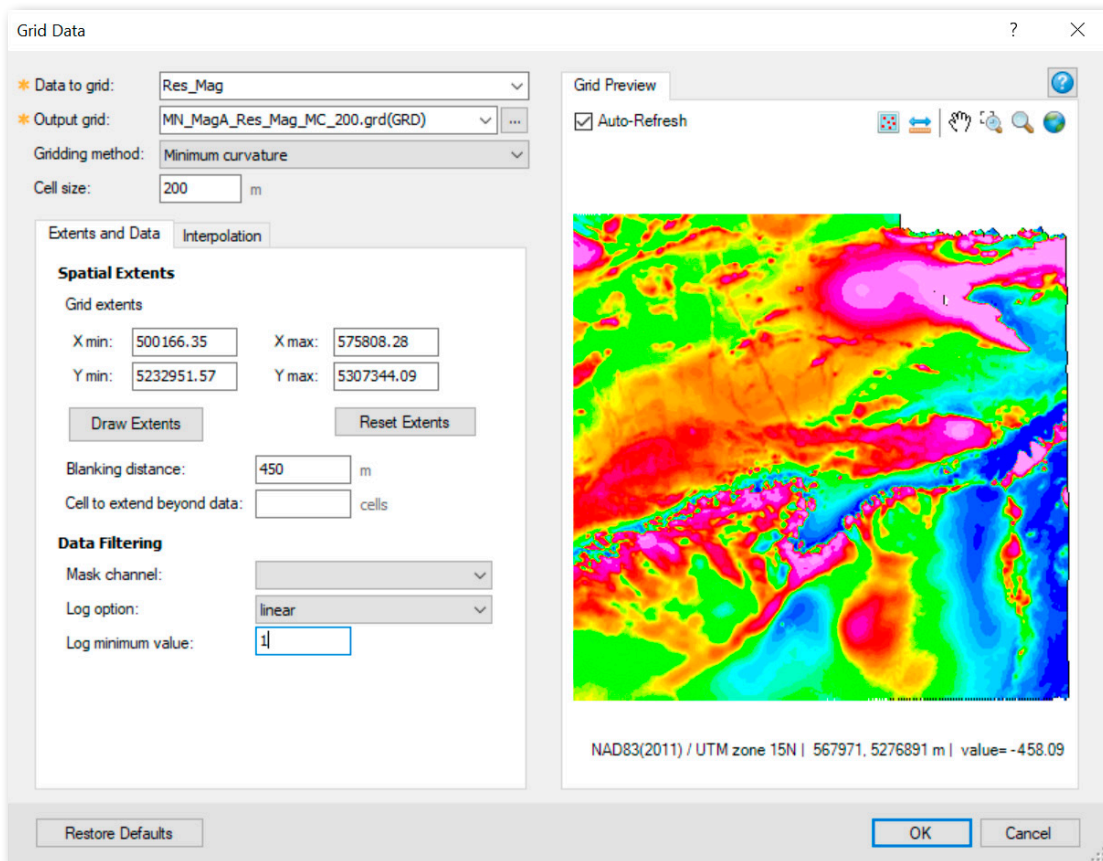 Grid Data ? ×
* Data to grid: Res_Mag
* Output grid: MN_MagA_Res_Mag_MC_200.grd(GRD) ...
Gridding method: Minimum curvature
Cell size: 200 m
Extents and Data Interpolation
Spatial Extents
Grid extents
X min: 500166.35 X max: 575808.28
Y min: 5232951.57 Y max: 5307344.09
Draw Extents Reset Extents
Blanking distance: 450 m
Cell to extend beyond data: cells
Data Filtering
Mask channel:
Log option: linear
Log minimum value: 1
Grid Preview ?
Auto-Refresh
NAD83(2011) / UTM zone 15N | 567971, 5276891 m | value= -458.09
Restore Defaults OK Cancel